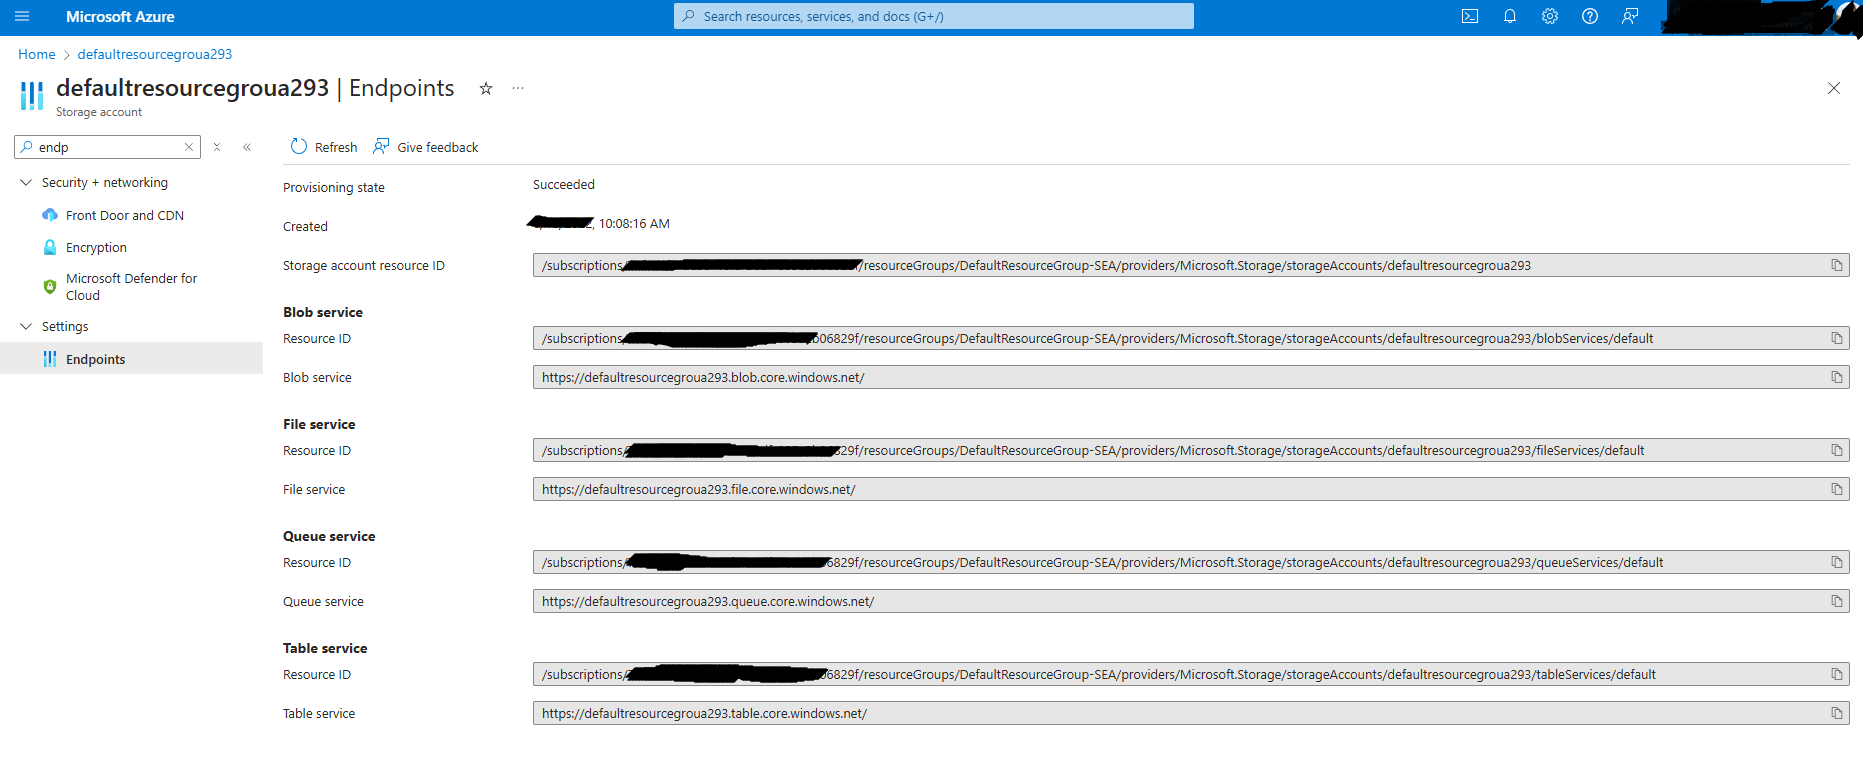 Microsoft Azure
Search resources, services, and docs (G+/)
Home > defaultresourcegroua293
defaultresourcegroua293 | Endpoints
Storage account
endp
Security + networking
Front Door and CDN
Encryption
Microsoft Defender for
Cloud
Settings
Endpoints
Refresh Give feedback
Provisioning state Succeeded
Created , 10:08:16 AM
Storage account resource ID /subscriptions/ /resourceGroups/DefaultResourceGroup-SEA/providers/Microsoft.Storage/storageAccounts/defaultresourcegroua293
Blob service
Resource ID /subscriptions/ 06829f/resourceGroups/DefaultResourceGroup-SEA/providers/Microsoft.Storage/storageAccounts/defaultresourcegroua293/blobServices/default
Blob service https://defaultresourcegroua293.blob.core.windows.net/
File service
Resource ID /subscriptions/ 29f/resourceGroups/DefaultResourceGroup-SEA/providers/Microsoft.Storage/storageAccounts/defaultresourcegroua293/fileServices/default
File service https://defaultresourcegroua293.file.core.windows.net/
Queue service
Resource ID /subscriptions/ 6829f/resourceGroups/DefaultResourceGroup-SEA/providers/Microsoft.Storage/storageAccounts/defaultresourcegroua293/queueServices/default
Queue service https://defaultresourcegroua293.queue.core.windows.net/
Table service
Resource ID /subscriptions/ 06829f/resourceGroups/DefaultResourceGroup-SEA/providers/Microsoft.Storage/storageAccounts/defaultresourcegroua293/tableServices/default
Table service https://defaultresourcegroua293.table.core.windows.net/